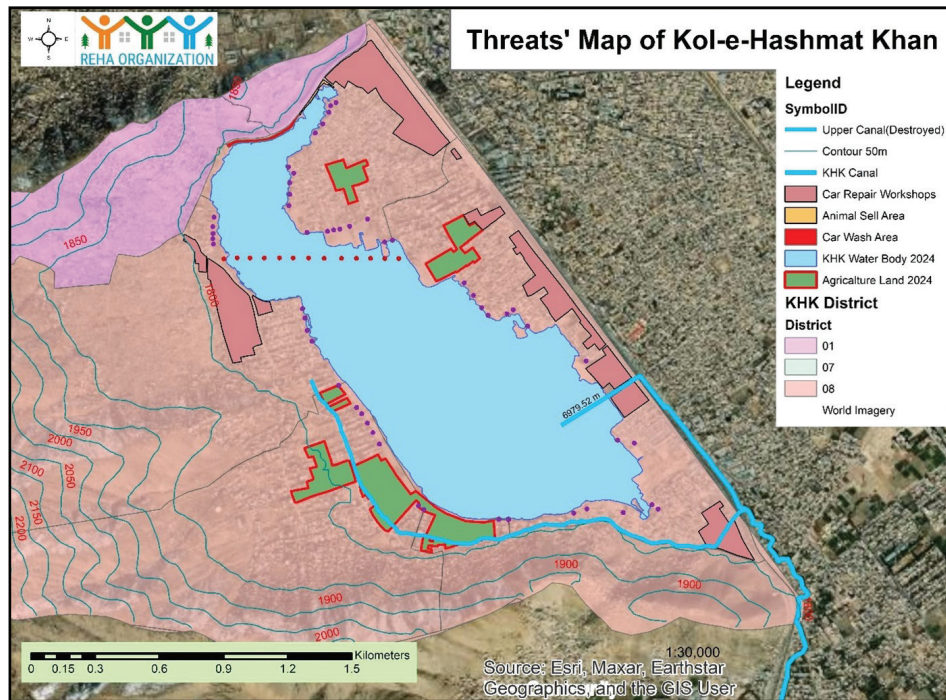 N
W
E
S
REHA ORGANIZATION
Threats' Map of Kol-e-Hashmat Khan
Legend
SymbolID
Upper Canal(Destroyed)
Contour 50m
KHK Canal
Car Repair Workshops
Animal Sell Area
Car Wash Area
KHK Water Body 2024
Agricalture Land 2024
KHK District
District
01
07
08
World Imagery
1850
1850
1800
6979.52 m
1950
2000
2050
2100
2150
2200
1900
1900
1900
2000
Kilometers
0 0.15 0.3 0.6 0.9 1.2 1.5
1:30,000
Source: Esri, Maxar, Earthstar
Geographics, and the GIS User